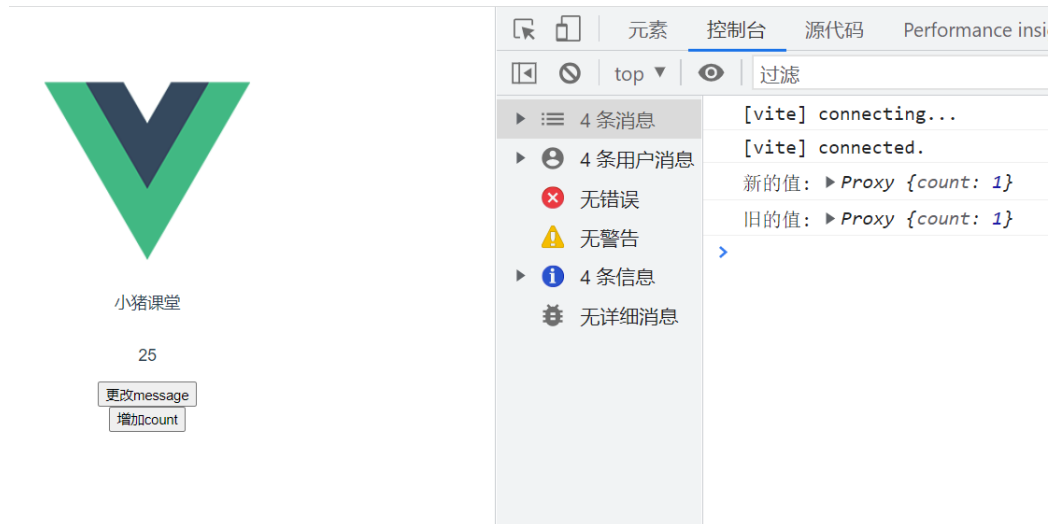 小猪课堂
25
更改message
增加count
元素 控制台 源代码 Performance insi
top ▼ 过滤
4 条消息
4 条用户消息
无错误
无警告
4 条信息
无详细消息
[vite] connecting...
[vite] connected.
新的值: ▶ Proxy {count: 1}
旧的值: ▶ Proxy {count: 1}